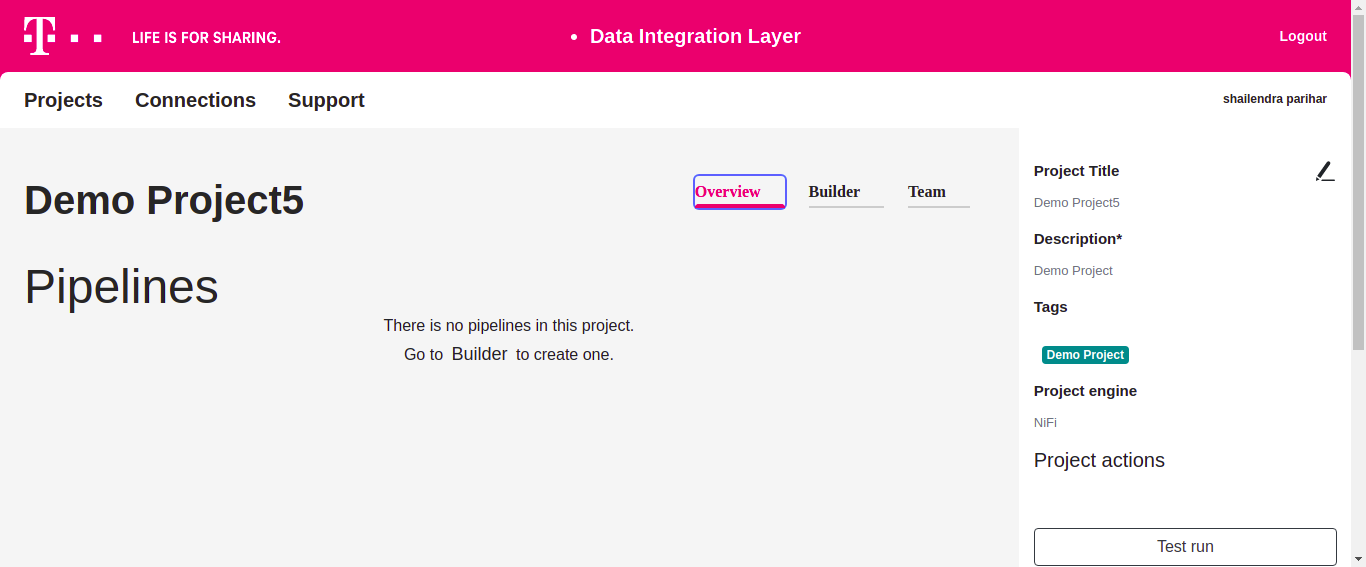 T
LIFE IS FOR SHARING.
Data Integration Layer
Logout
Projects
Connections
Support
shailendra parihar
Demo Project5
Overview
Builder
Team
Pipelines
There is no pipelines in this project.
Go to Builder to create one.
Project Title
Demo Project5
Description*
Demo Project
Tags
Demo Project
Project engine
NiFi
Project actions
Test run